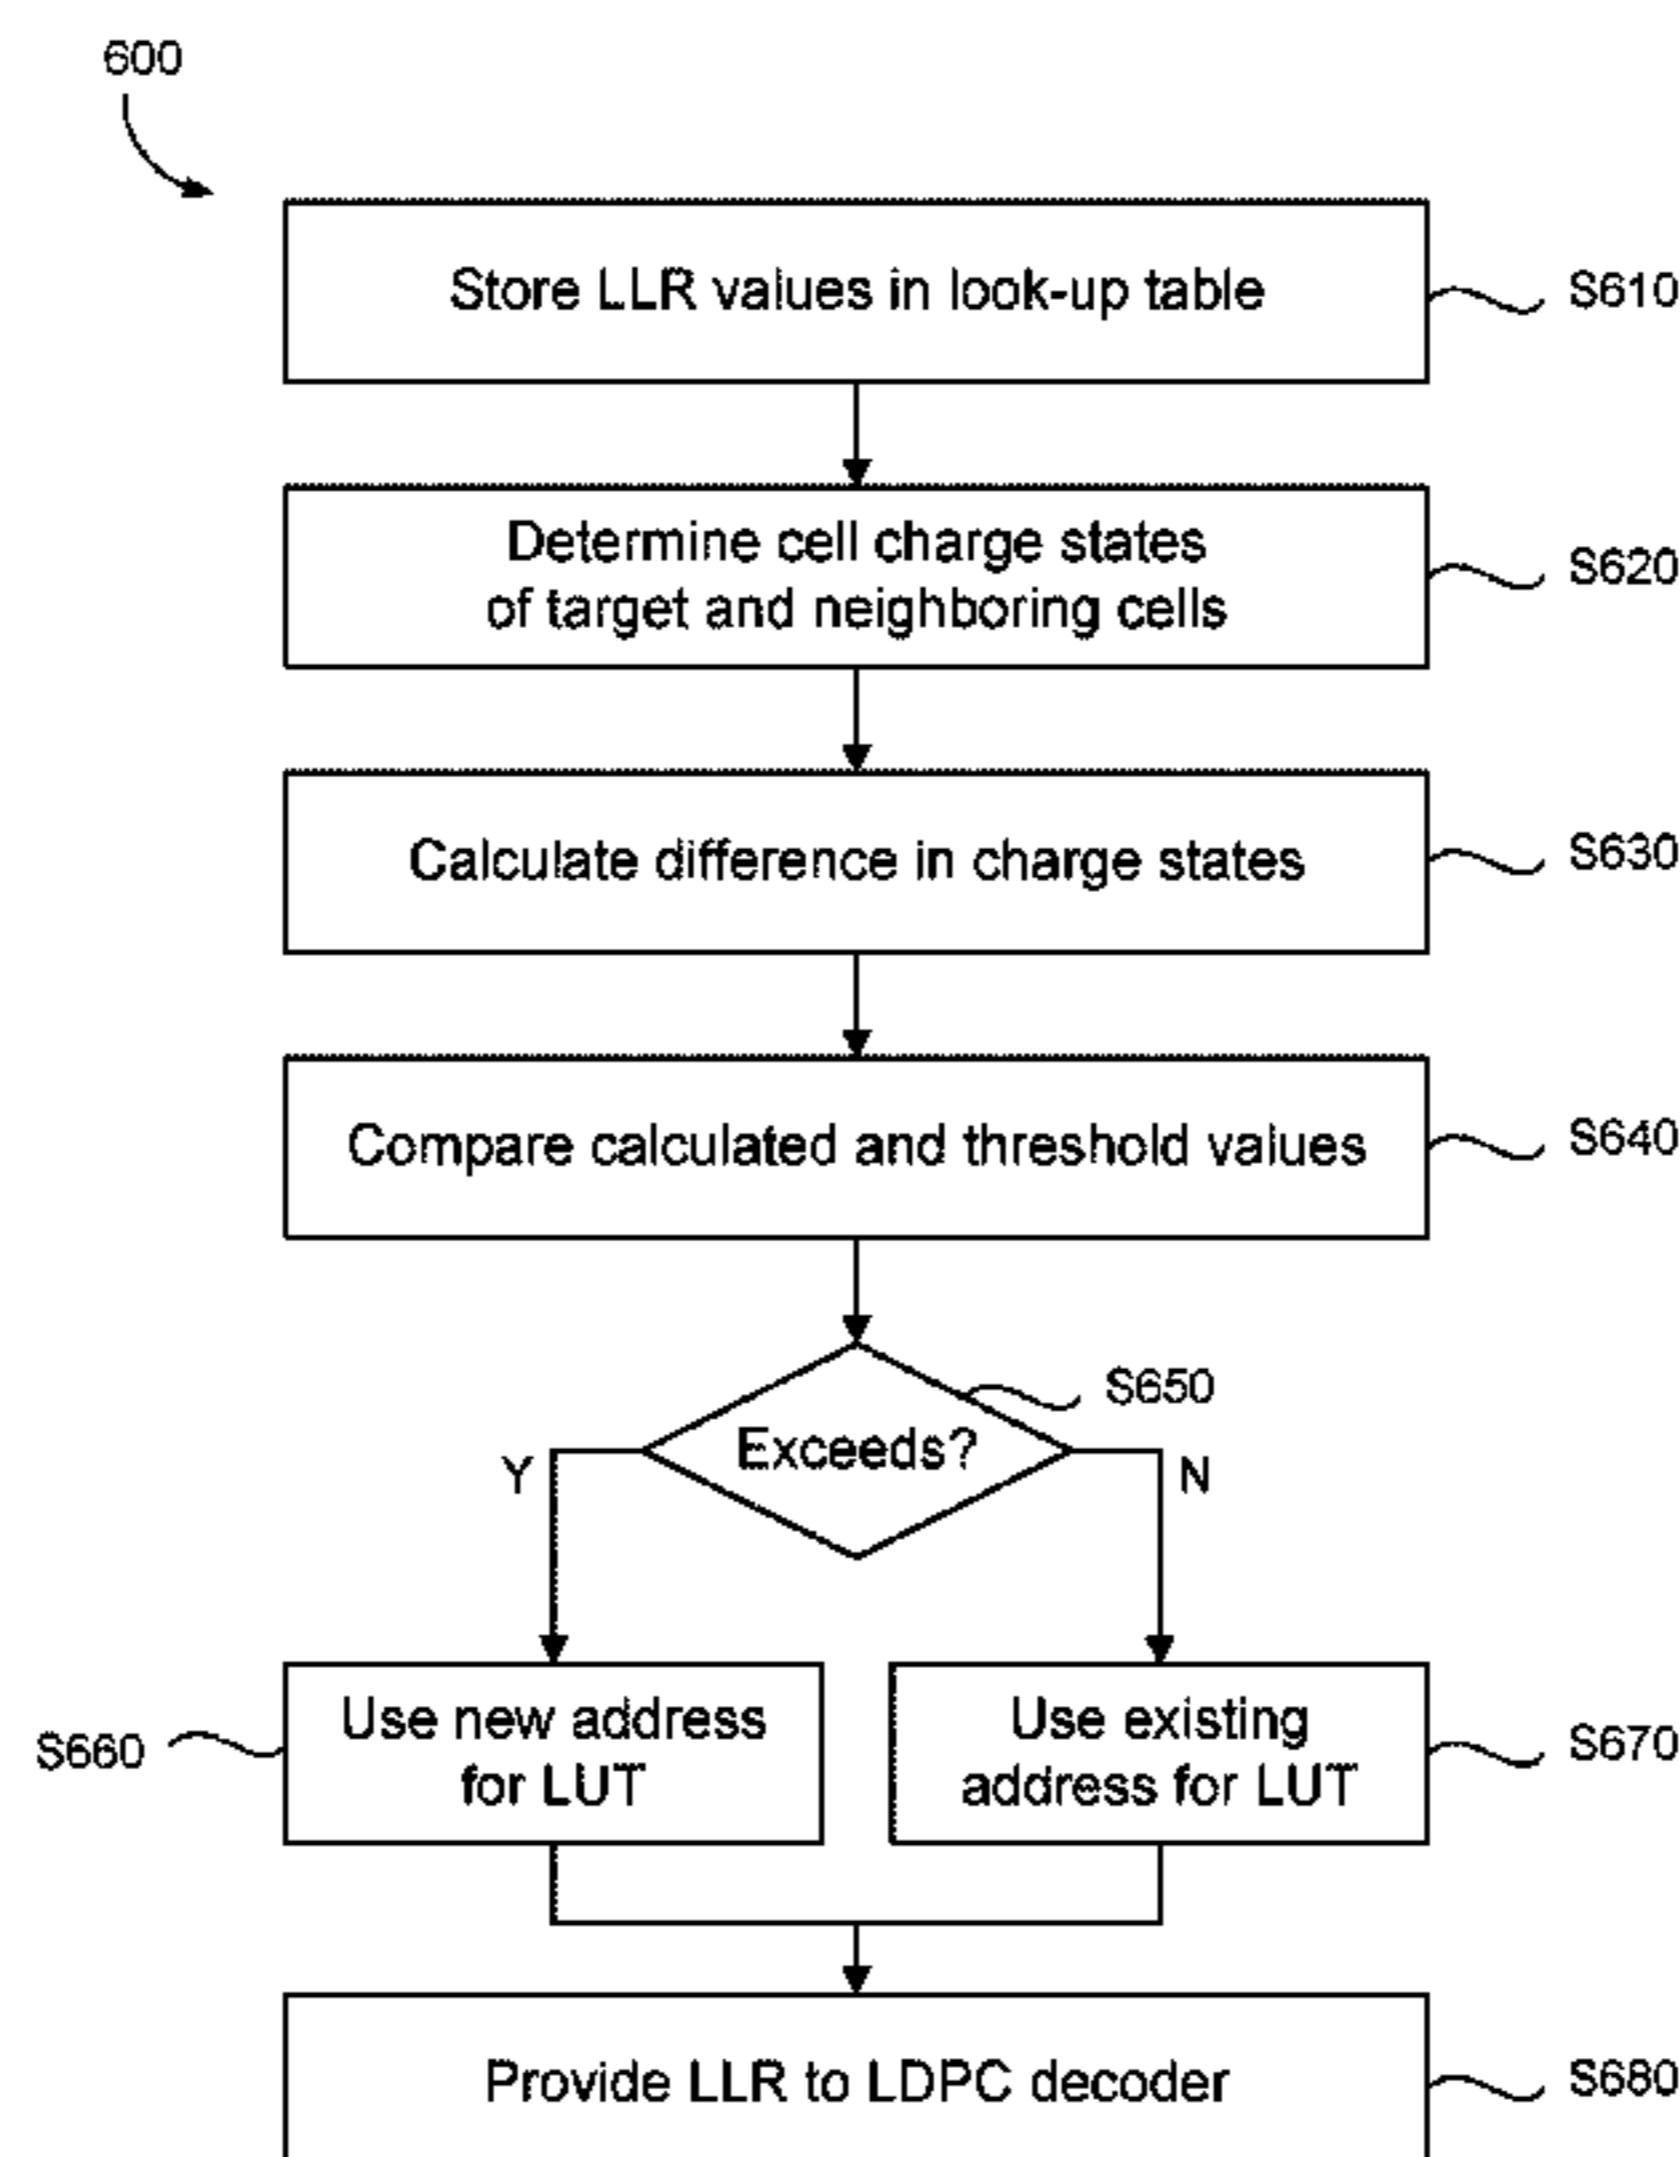 600
Store LLR values in look-up table
S610
Determine cell charge states
of target and neighboring cells
S620
Calculate difference in charge states
S630
Compare calculated and threshold values
S640
S650
Exceeds?
Y
N
Use new address
for LUT
S660
Use existing
address for LUT
S670
Provide LLR to LDPC decoder
S680